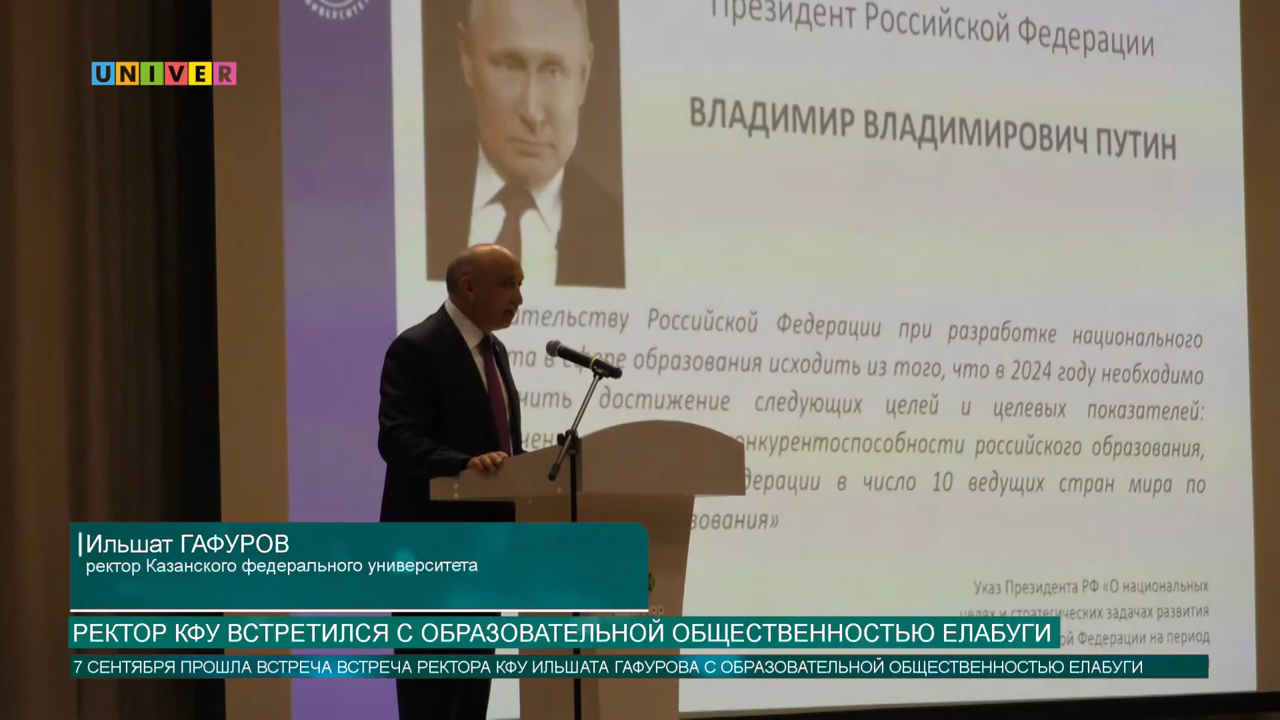 УНИВЕРСИТЕТ
UNIVER
Президент Российской Федерации
ВЛАДИМИР ВЛАДИМИРОВИЧ ПУТИН
Российской Федерации при разработке национального
в сфере образования исходить из того, что в 2024 году необходимо
достижение следующих целей и целевых показателей:
конкурентоспособности российского образования,
в число 10 ведущих стран мира по
Указ Президента РФ «О национальных
целях и стратегических задачах развития
Федерации на период
Ильшат ГАФУРОВ
ректор Казанского федерального университета
РЕКТОР КФУ ВСТРЕТИЛСЯ С ОБРАЗОВАТЕЛЬНОЙ ОБЩЕСТВЕННОСТЬЮ ЕЛАБУГИ
7 СЕНТЯБРЯ ПРОШЛА ВСТРЕЧА ВСТРЕЧА РЕКТОРА КФУ ИЛЬШАТА ГАФУРОВА С ОБРАЗОВАТЕЛЬНОЙ ОБЩЕСТВЕННОСТЬЮ ЕЛАБУГИ